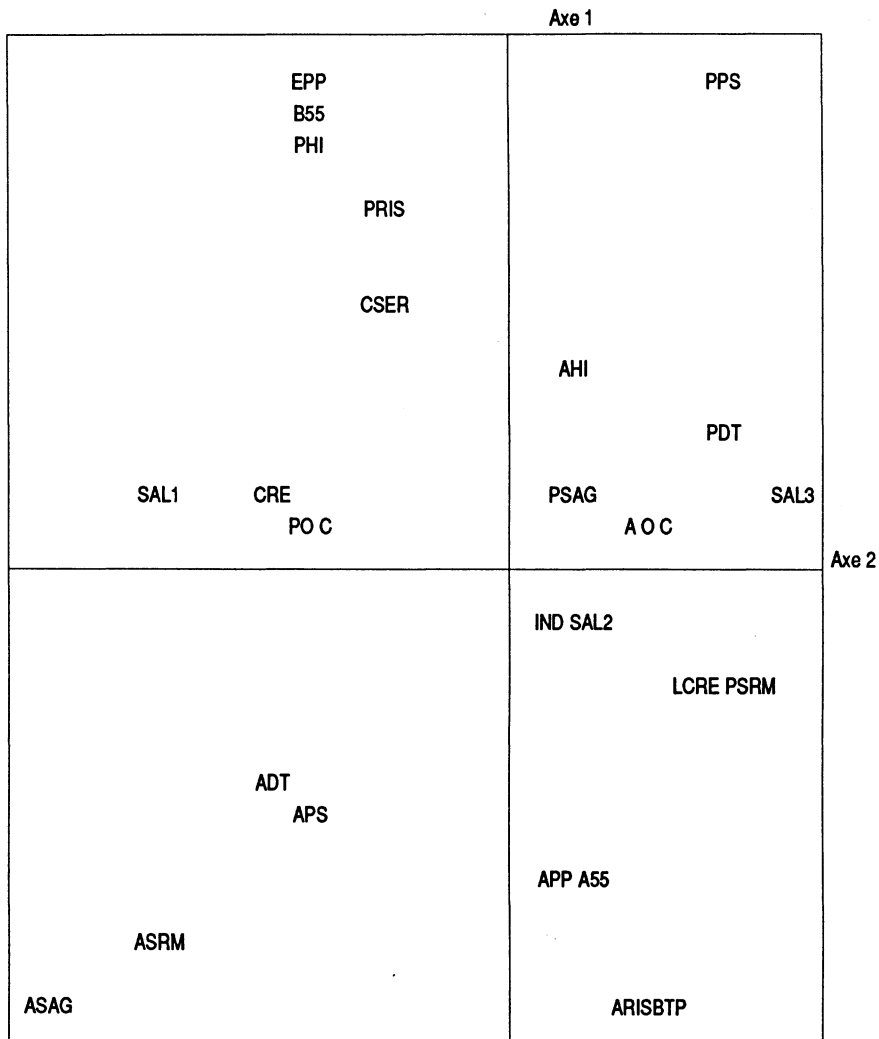 Axe 1
EPP PPS
B55
PHI
PRIS
CSER
AHI
PDT
SAL1 CRE PSAG SAL3
PO C A O C
Axe 2
IND SAL2
LCRE PSRM
ADT
APS
APP A55
ASRM
ASAG ARISBTP